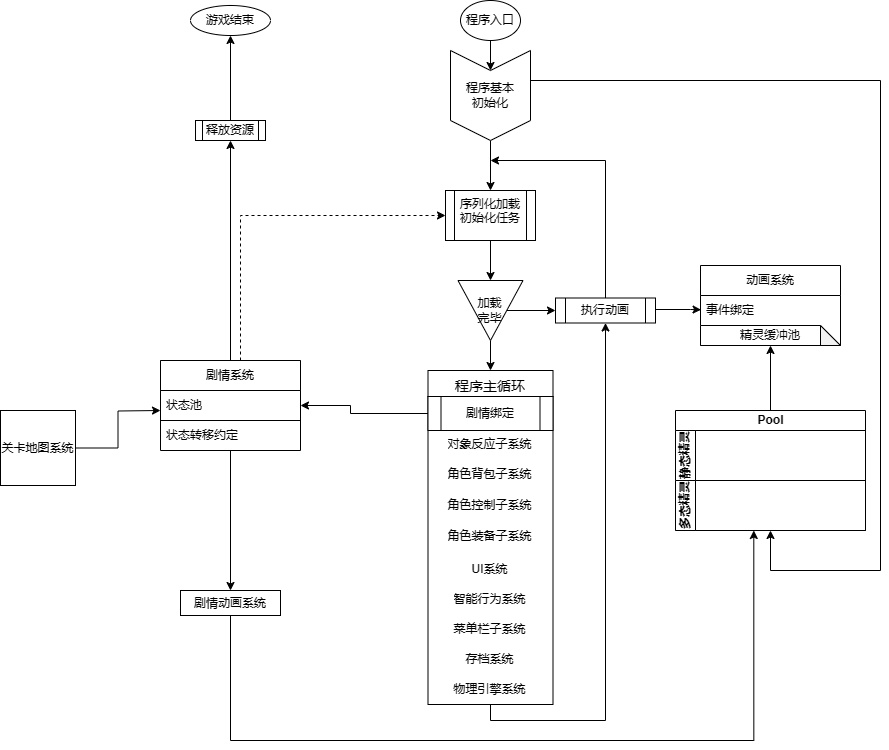 游戏结束
程序入口
程序基本
初始化
释放资源
序列化加载
初始化任务
加载
完毕
执行动画
动画系统
事件绑定
精灵缓冲池
剧情系统
状态池
状态转移约定
关卡地图系统
程序主循环
剧情绑定
对象反应子系统
角色背包子系统
角色控制子系统
角色装备子系统
UI系统
智能行为系统
菜单栏子系统
存档系统
物理引擎系统
Pool
静态精灵
多态精灵
剧情动画系统